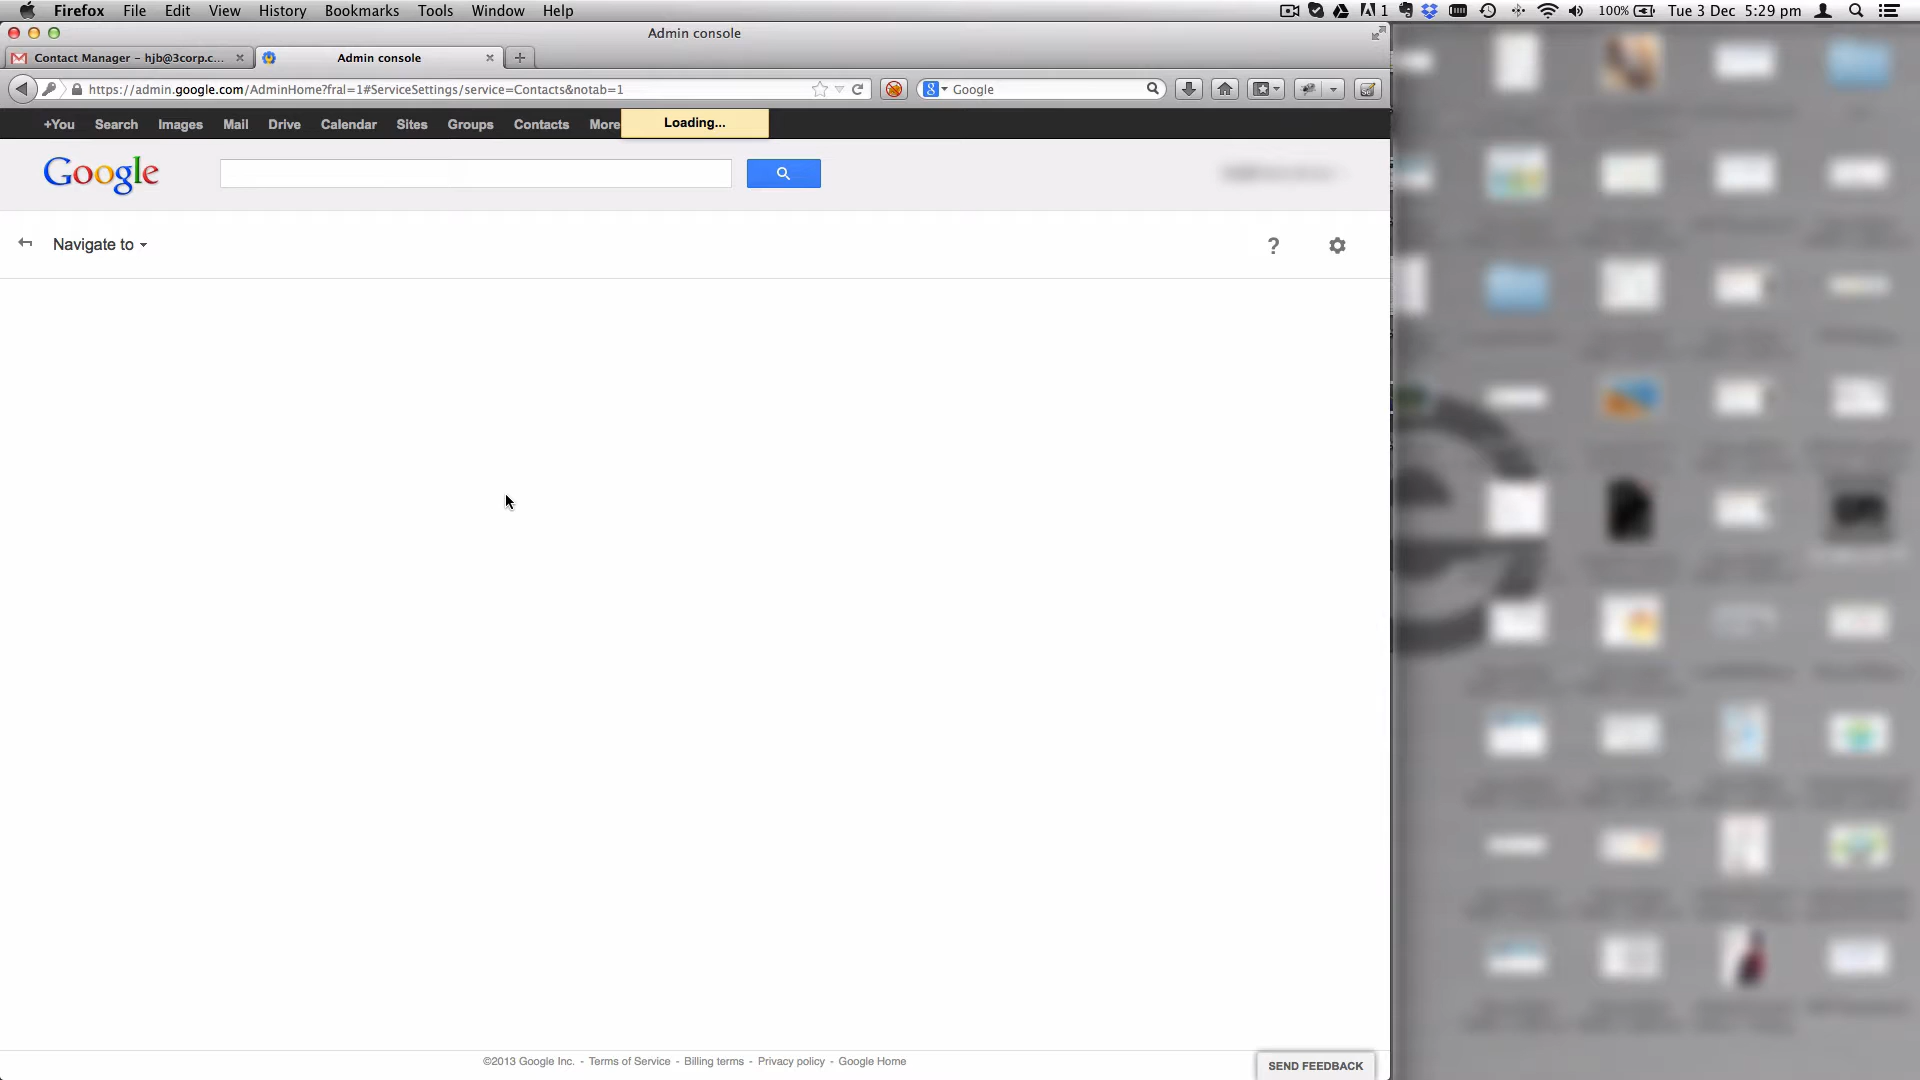 Firefox File Edit View History Bookmarks Tools Window Help 1 100% Tue 3 Dec 5:29 pm
Admin console
Contact Manager – hjb@3corp.c... Admin console
https://admin.google.com/AdminHome?fral=1#ServiceSettings/service=Contacts&notab=1 Google
+You Search Images Mail Drive Calendar Sites Groups Contacts More Loading...
Google
Navigate to ?
©2013 Google Inc. - Terms of Service - Billing terms - Privacy policy - Google Home
SEND FEEDBACK